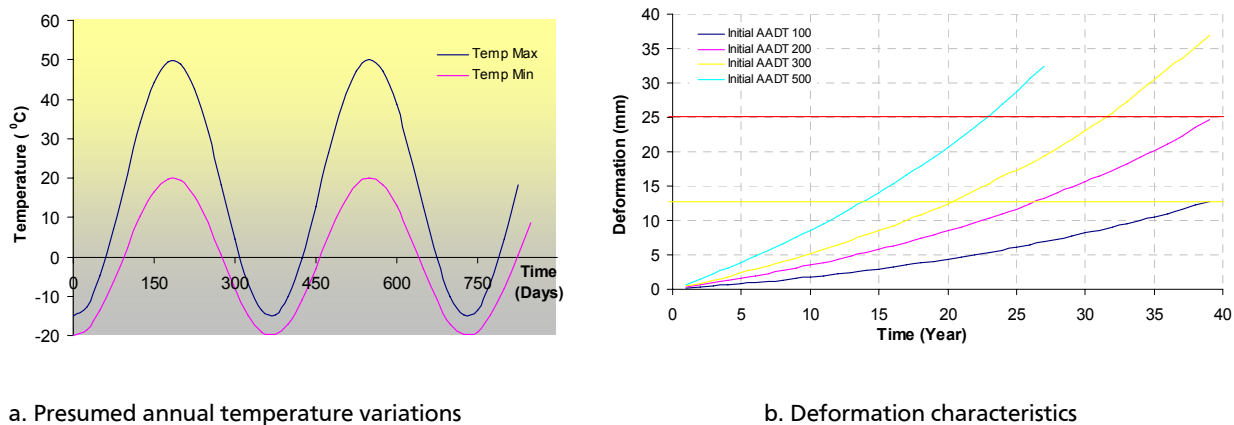 60
50
40
30
20
10
0
-10
-20
Temperature ( ⁰C)
Temp Max
Temp Min
0
150
300
450
600
750
Time
(Days)
40
35
30
25
20
15
10
5
0
Deformation (mm)
Initial AADT 100
Initial AADT 200
Initial AADT 300
Initial AADT 500
0
5
10
15
20
25
30
35
40
Time (Year)
a. Presumed annual temperature variations
b. Deformation characteristics